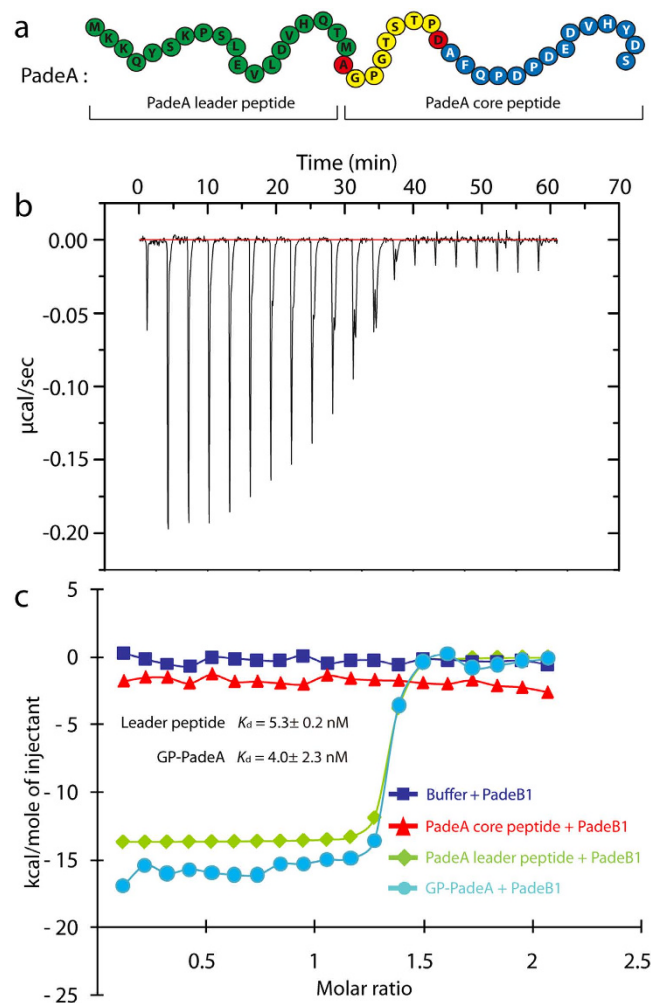 a
MKKQYSKPSLEVLDVHQTMAGPGTSTPDAFQPDPDEDVHYDS
PadeA :
PadeA leader peptide PadeA core peptide
Time (min)
0 10 20 30 40 50 60 70
b
0.00
-0.05
-0.10
-0.15
-0.20
µcal/sec
c
5
0
- 5
- 10
- 15
- 20
- 25
kcal/mole of injectant
Leader peptide Kd = 5.3± 0.2 nM
GP-PadeA Kd = 4.0± 2.3 nM
Buffer + PadeB1
PadeA core peptide + PadeB1
PadeA leader peptide + PadeB1
GP-PadeA + PadeB1
0.5 1 1.5 2 2.5
Molar ratio